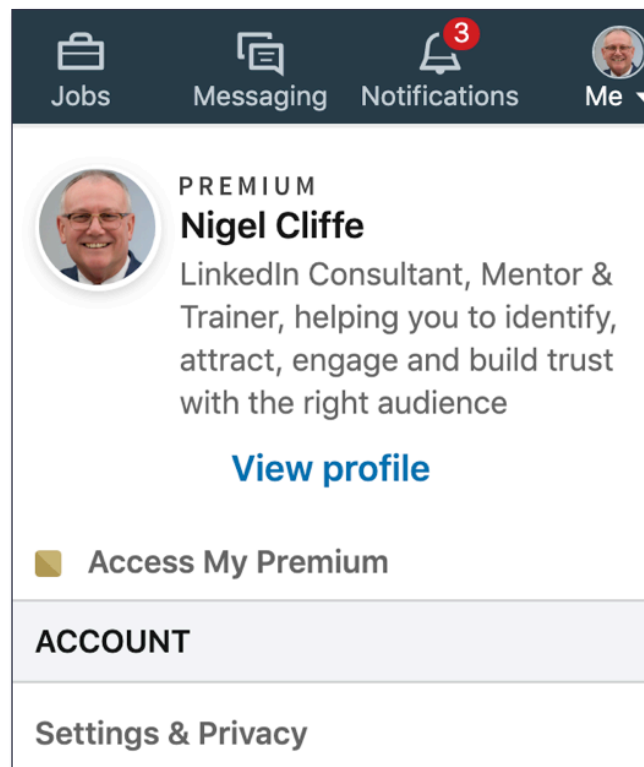 3
Jobs Messaging Notifications Me
PREMIUM
Nigel Cliffe
LinkedIn Consultant, Mentor &
Trainer, helping you to identify,
attract, engage and build trust
with the right audience
View profile
Access My Premium
ACCOUNT
Settings & Privacy